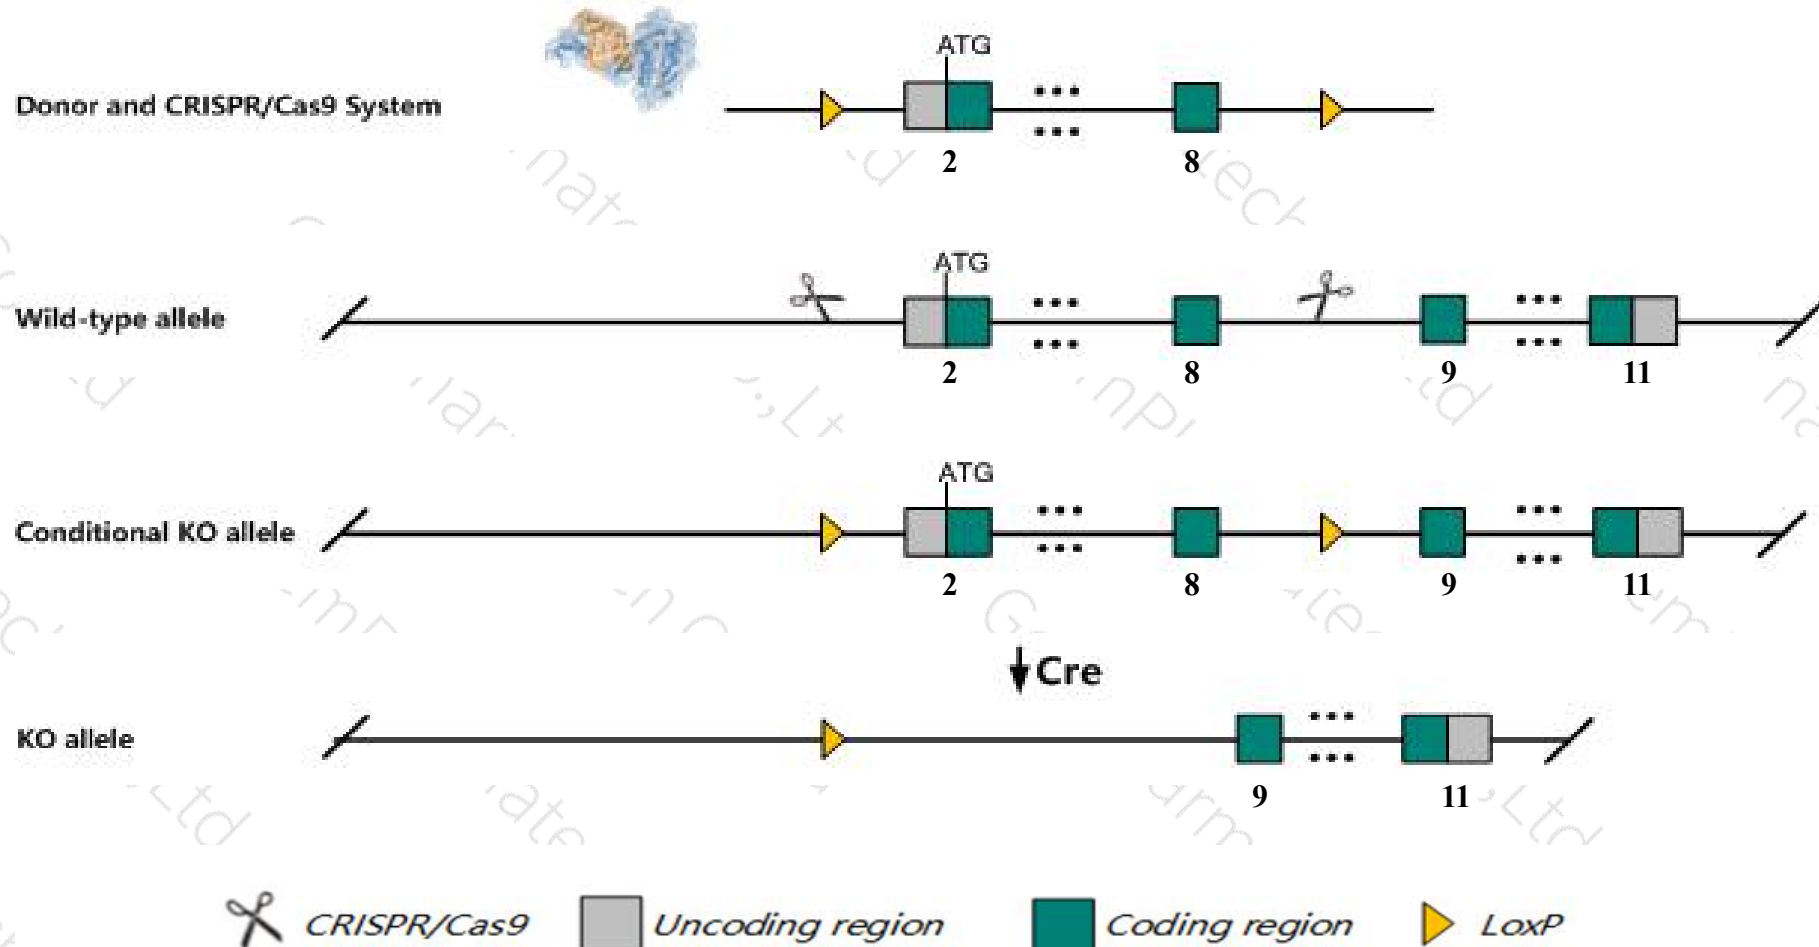 ATG
Donor and CRISPR/Cas9 System
2 8
ATG
Wild-type allele
2 8 9 11
ATG
Conditional KO allele
2 8 9 11
Cre
KO allele
9 11
CRISPR/Cas9 Uncoding region Coding region LoxP